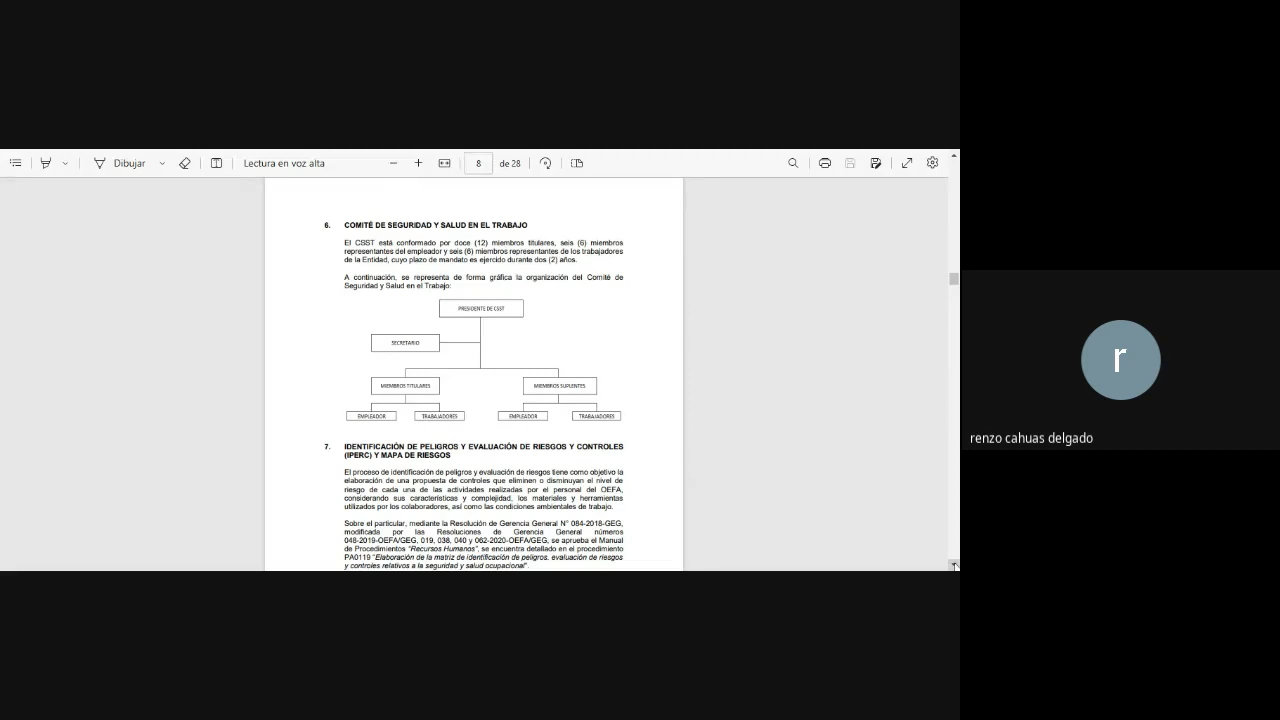 Dibujar
Lectura en voz alta
8
de 28
6. COMITÉ DE SEGURIDAD Y SALUD EN EL TRABAJO
El CSST está conformado por doce (12) miembros titulares, seis (6) miembros
representantes del empleador y seis (6) miembros representantes de los trabajadores
de la Entidad, cuyo plazo de mandato es ejercido durante dos (2) años.
A continuación, se representa de forma gráfica la organización del Comité de
Seguridad y Salud en el Trabajo:
PRESIDENTE DE CSST
SECRETARIO
MIEMBROS TITULARES
MIEMBROS SUPLENTES
EMPLEADOR
TRABAJADORES
EMPLEADOR
TRABAJADORES
7. IDENTIFICACIÓN DE PELIGROS Y EVALUACIÓN DE RIESGOS Y CONTROLES
(IPERC) Y MAPA DE RIESGOS
El proceso de identificación de peligros y evaluación de riesgos tiene como objetivo la
elaboración de una propuesta de controles que eliminen o disminuyan el nivel de
riesgo de cada una de las actividades realizadas por el personal del OEFA,
considerando sus características y complejidad, los materiales y herramientas
utilizados por los colaboradores, así como las condiciones ambientales de trabajo.
Sobre el particular, mediante la Resolución de Gerencia General N° 084-2018-GEG,
modificada por las Resoluciones de Gerencia General números
048-2019-OEFA/GEG, 019, 038, 040 y 062-2020-OEFA/GEG, se aprueba el Manual
de Procedimientos "Recursos Humanos", se encuentra detallado en el procedimiento
PA0119 "Elaboración de la matriz de identificación de peligros, evaluación de riesgos
y controles relativos a la seguridad y salud ocupacional".
r
renzo cahuas delgado